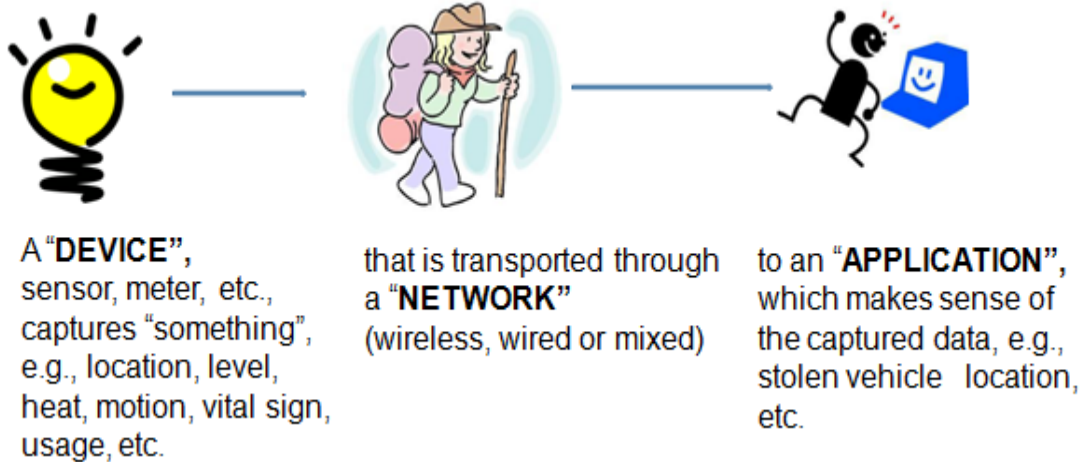 A “DEVICE”,
sensor, meter, etc.,
captures “something”,
e.g., location, level,
heat, motion, vital sign,
usage, etc.
that is transported through
a “NETWORK”
(wireless, wired or mixed)
to an “APPLICATION”,
which makes sense of
the captured data, e.g.,
stolen vehicle location,
etc.